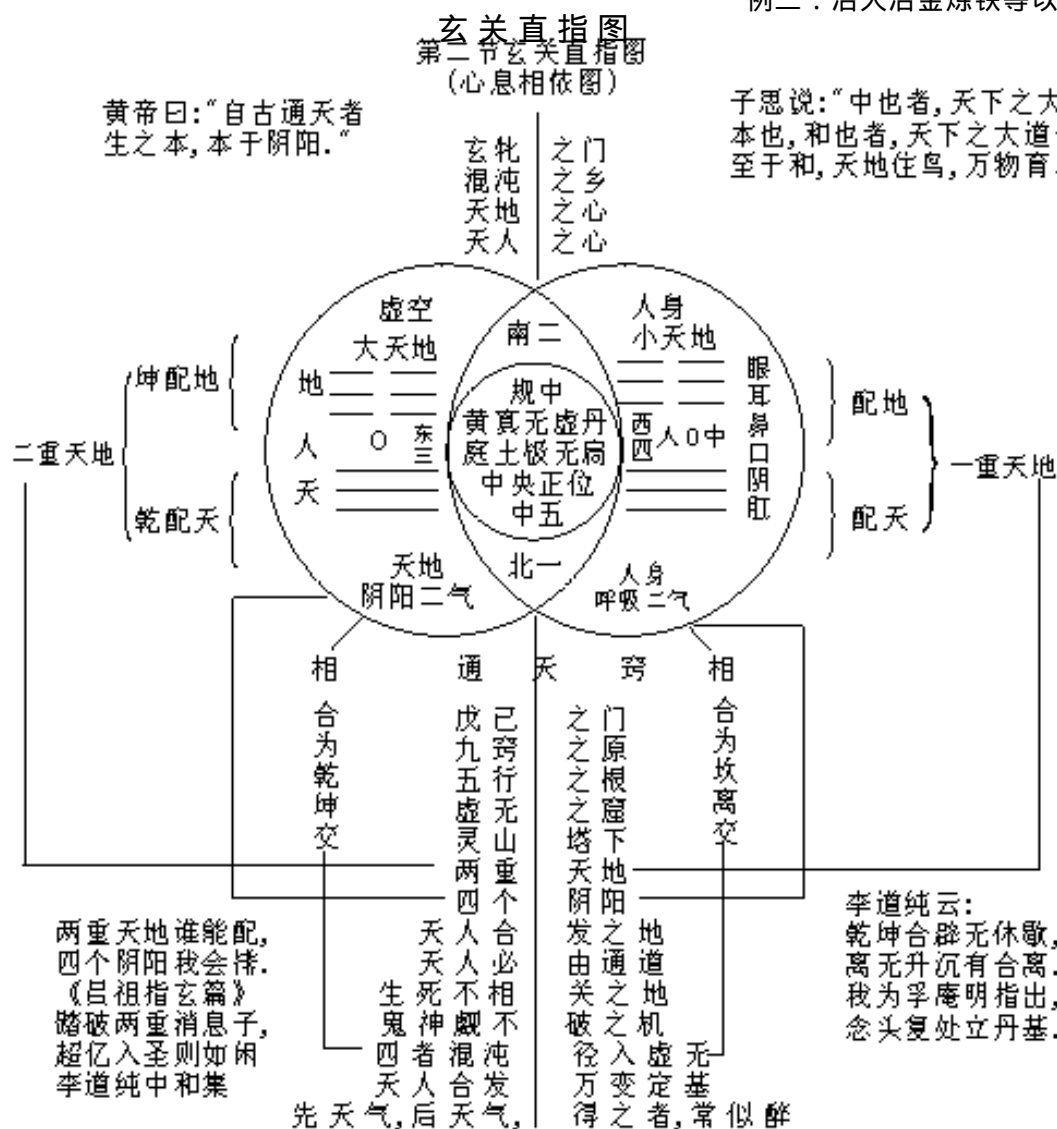 例二：治人治金炼铁等以
玄关直指图
第二节玄关直指图
(心息相依图)
黄帝曰:"自古通天者
生之本,本于阴阳."
子思说:"中也者,天下之大
本也,和也者,天下之大道
至于和,天地住鸟,万物育.
玄牝之门
混沌之乡
天地之心
天人之心
虚空
大天地
地
人
天
O
东三
天地
阴阳二气
南二
规中
黄真无虚丹
庭土极无扃
中央正位
中五
北一
人身
小天地
西四
人O中
眼耳鼻口阴肛
人身
呼吸二气
坤配地
二重天地
乾配天
配地
一重天地
配天
相通天窍相
合为乾坤交
合为坎离交
戊己之门
九窍之原
五行之根
虚无之窟
灵山塔下
两重天地
四个阴阳
天人合发之地
天人必由通道
生死不相关之地
鬼神觑不破之机
四者混沌径入虚无
天人合发万变定基
先天气,后天气,得之者,常似醉
两重天地谁能配,
四个阴阳我会排.
《吕祖指玄篇》
踏破两重消息子,
超亿入圣则如闲
李道纯中和集
李道纯云:
乾坤合辟无休歇,
离无升沉有合离.
我为孚庵明指出,
念头复处立丹基.